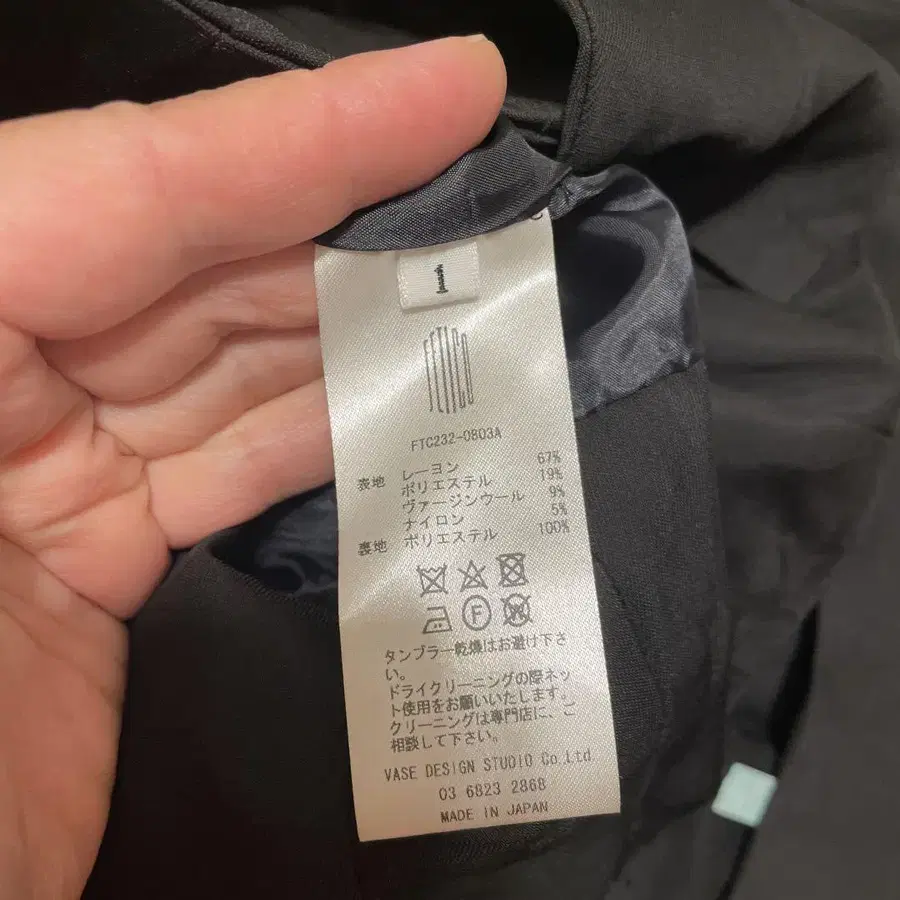 1
FETICO
FTC232-0803A
表地 レーヨン 67%
ポリエステル 19%
ヴァージンウール 9%
ナイロン 5%
裏地 ポリエステル 100%
F
タンブラー乾燥はお避け下さ
い。
ドライクリーニングの際ネッ
ト使用をお願いいたします。
クリーニングは専門店に、ご
相談して下さい。
VASE DESIGN STUDIO Co.Ltd
03 6823 2868
MADE IN JAPAN